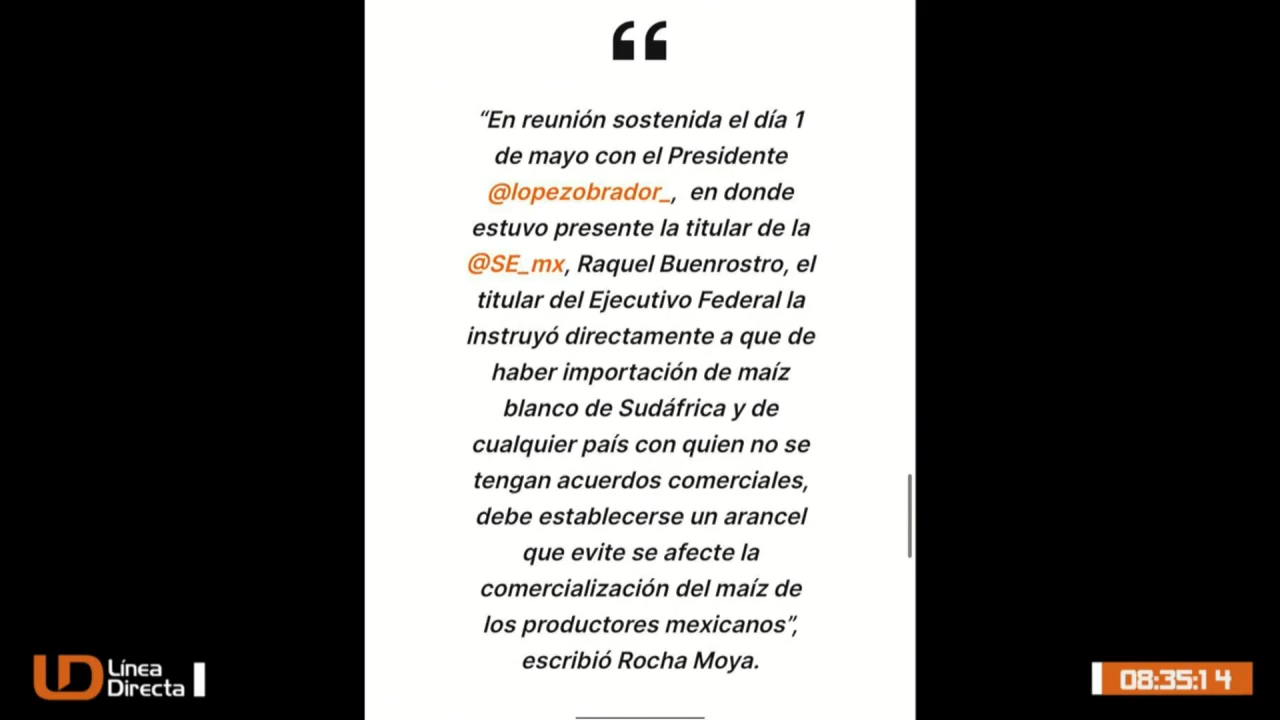 “En reunión sostenida el día 1
de mayo con el Presidente
@lopezobrador_, en donde
estuvo presente la titular de la
@SE_mx, Raquel Buenrostro, el
titular del Ejecutivo Federal la
instruyó directamente a que de
haber importación de maíz
blanco de Sudáfrica y de
cualquier país con quien no se
tengan acuerdos comerciales,
debe establecerse un arancel
que evite se afecte la
comercialización del maíz de
los productores mexicanos”,
escribió Rocha Moya.
LD Línea
Directa
08:35:14